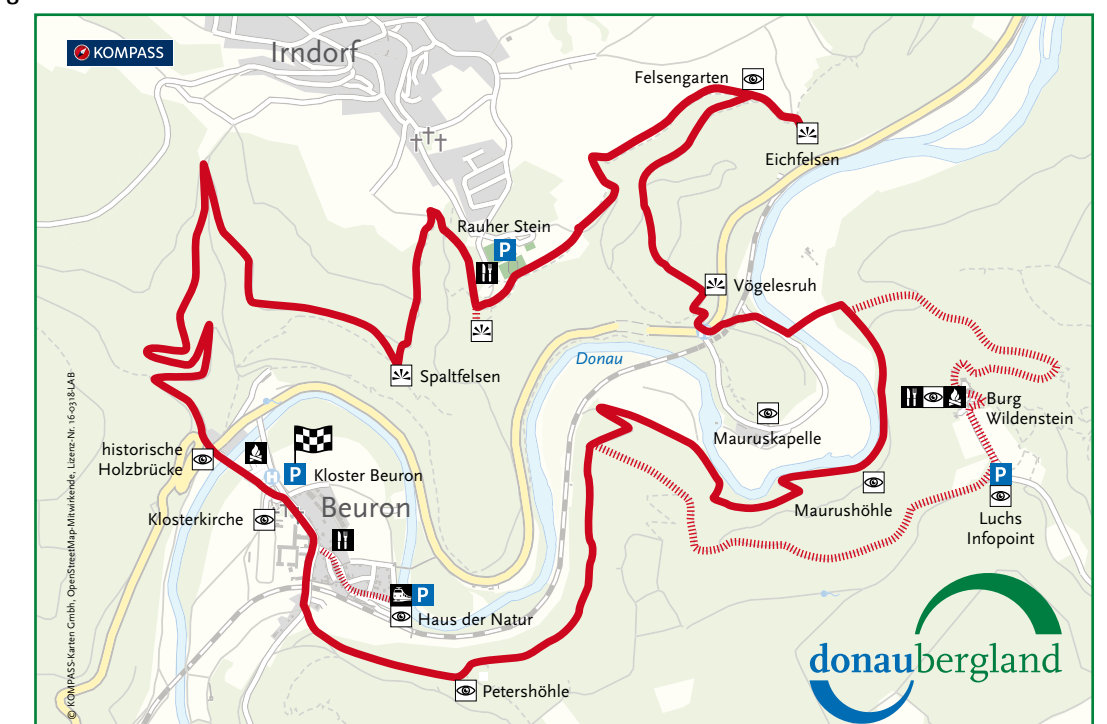 KOMPASS
Irndorf
Felsengarten
Eichfelsen
Rauher Stein
P
Vögelesruh
Donau
Spaltfelsen
Burg
Wildenstein
Mauruskapelle
historische
Holzbrücke
P
Kloster Beuron
P
Klosterkirche
H
Beuron
Maurushöhle
Luchs
Infopoint
P
Haus der Natur
Petershöhle
donaubergland
© KOMPASS-Karten Gmbh, OpenStreetMap-Mitwirkende, Lizenz-Nr. 16-0318-LAB